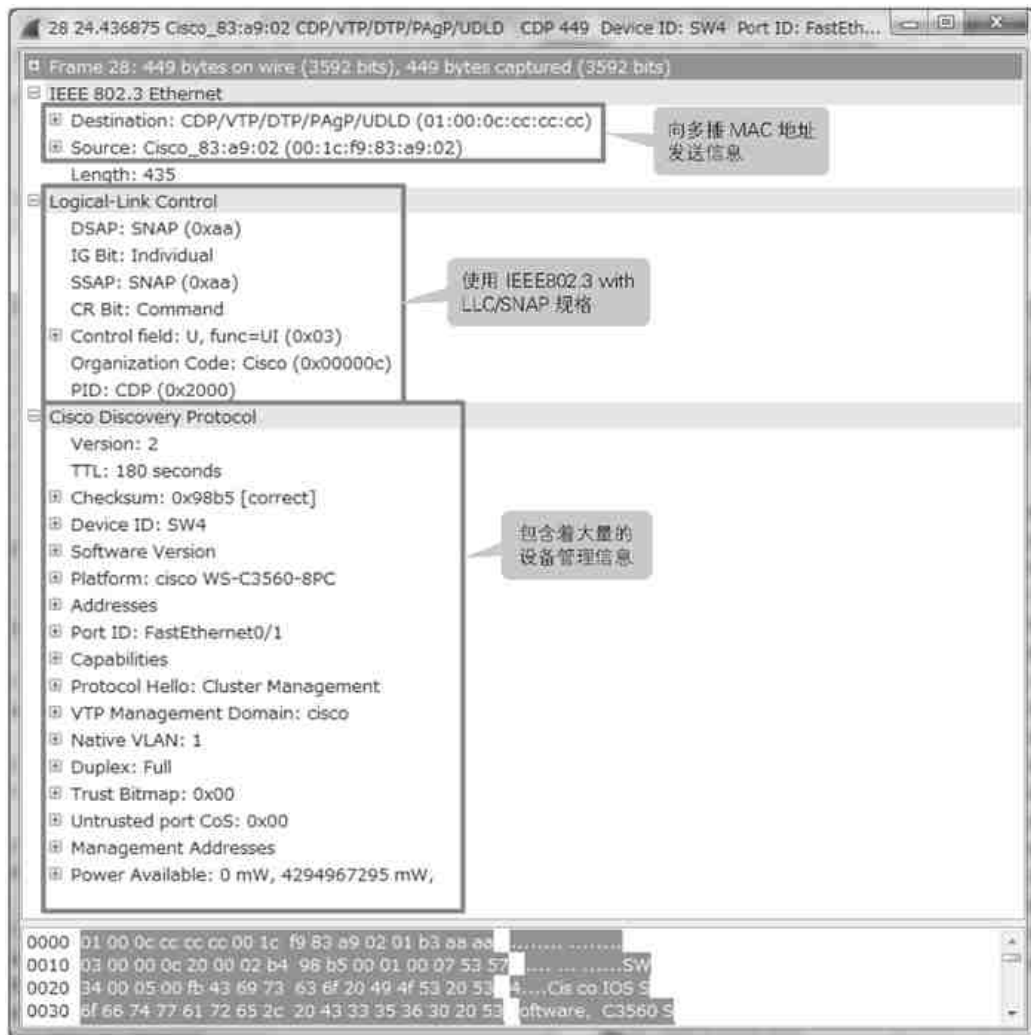 28 24.436875 Cisco_83:a9:02 CDP/VTP/DTP/PAgP/UDLD CDP 449 Device ID: SW4 Port ID: FastEth...
Frame 28: 449 bytes on wire (3592 bits), 449 bytes captured (3592 bits)
IEEE 802.3 Ethernet
Destination: CDP/VTP/DTP/PAgP/UDLD (01:00:0c:cc:cc:cc)
Source: Cisco_83:a9:02 (00:1c:f9:83:a9:02)
向多播 MAC 地址
发送信息
Length: 435
Logical-Link Control
DSAP: SNAP (0xaa)
IG Bit: Individual
SSAP: SNAP (0xaa)
CR Bit: Command
使用 IEEE802.3 with
LLC/SNAP 规格
Control field: U, func=UI (0x03)
Organization Code: Cisco (0x00000c)
PID: CDP (0x2000)
Cisco Discovery Protocol
Version: 2
TTL: 180 seconds
Checksum: 0x98b5 [correct]
Device ID: SW4
包含着大量的
设备管理信息
Software Version
Platform: cisco WS-C3560-8PC
Addresses
Port ID: FastEthernet0/1
Capabilities
Protocol Hello: Cluster Management
VTP Management Domain: cisco
Native VLAN: 1
Duplex: Full
Trust Bitmap: 0x00
Untrusted port CoS: 0x00
Management Addresses
Power Available: 0 mW, 4294967295 mW,
0000 01 00 0c cc cc cc 00 1c f9 83 a9 02 01 b3 aa aa ........ ........
0010 03 00 00 0c 20 00 02 b4 98 b5 00 01 00 07 53 57 .... ... ......SW
0020 34 00 05 00 fb 43 69 73 63 6f 20 49 4f 53 20 53 4....Cis co IOS S
0030 6f 66 74 77 61 72 65 2c 20 43 33 35 36 30 20 53 oftware, C3560 S